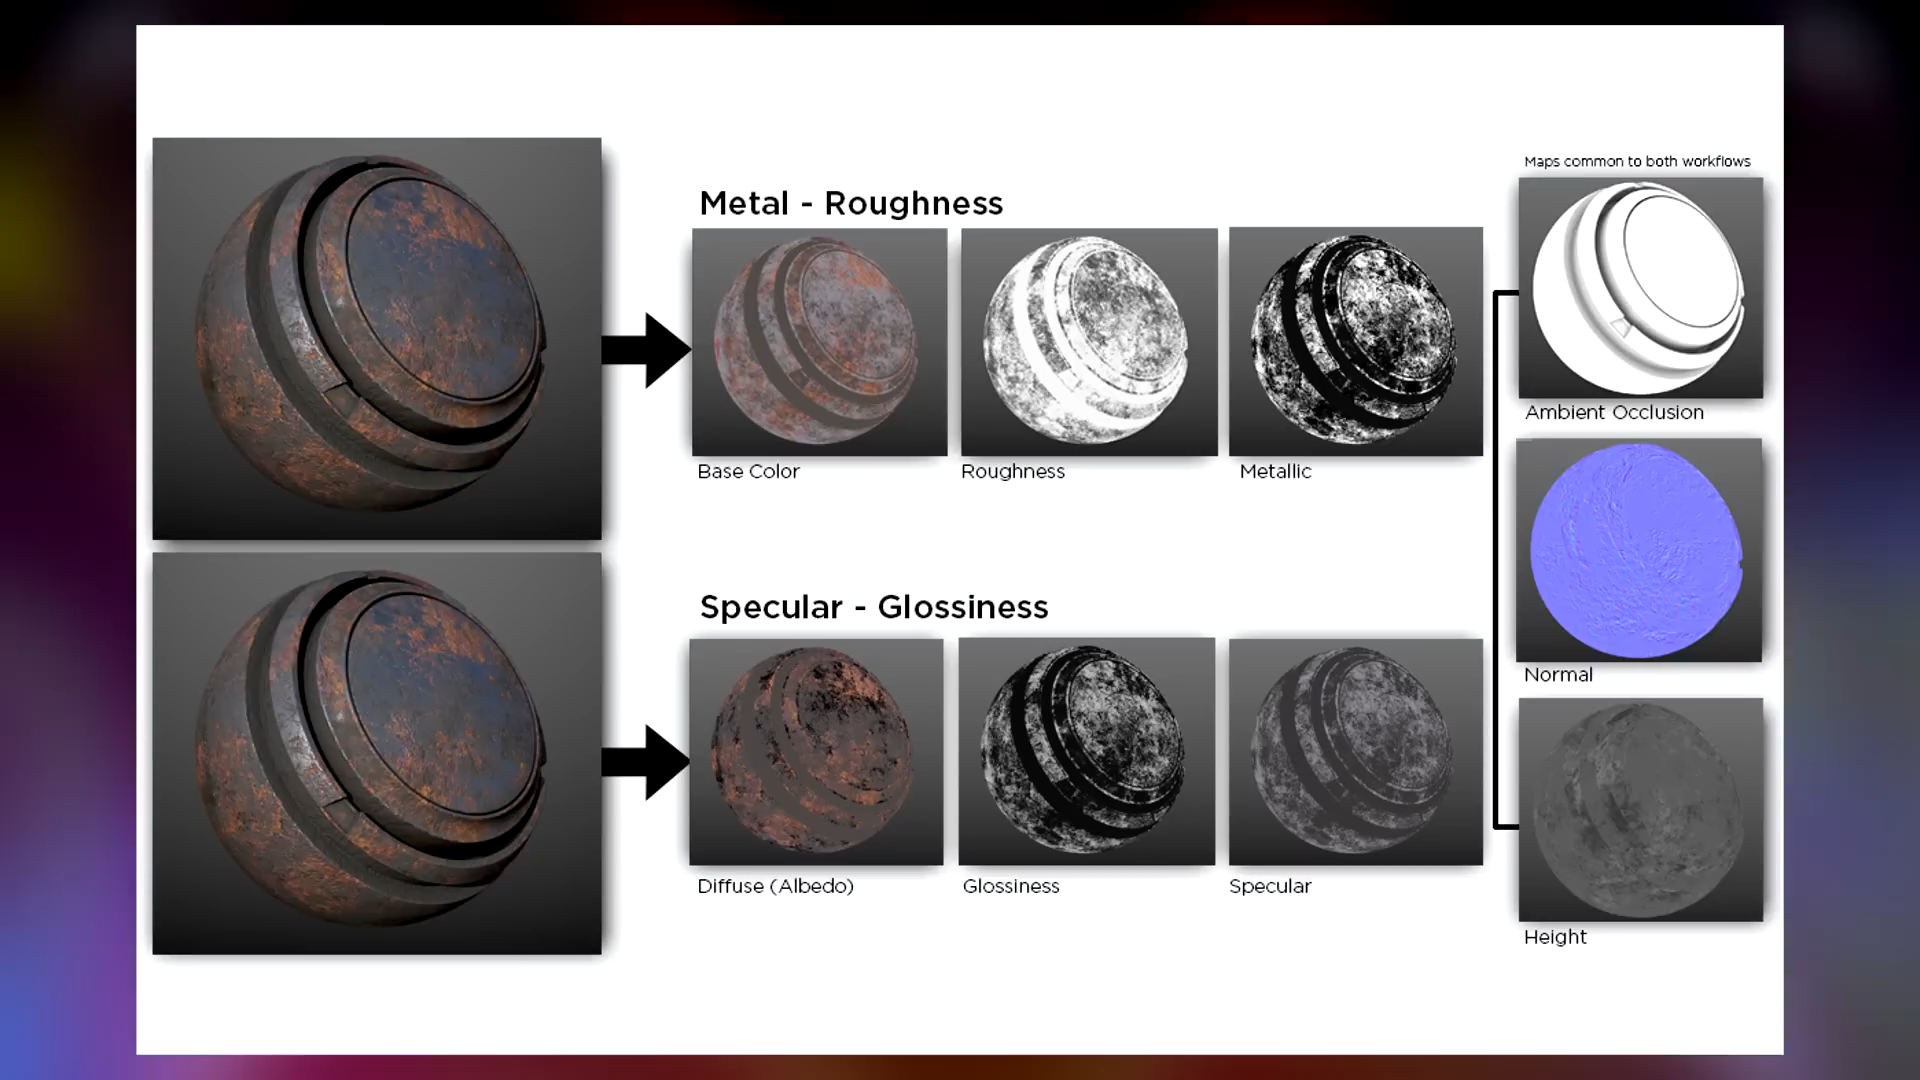 Maps common to both workflows
Metal - Roughness
Base Color
Roughness
Metallic
Ambient Occlusion
Normal
Specular - Glossiness
Diffuse (Albedo)
Glossiness
Specular
Height